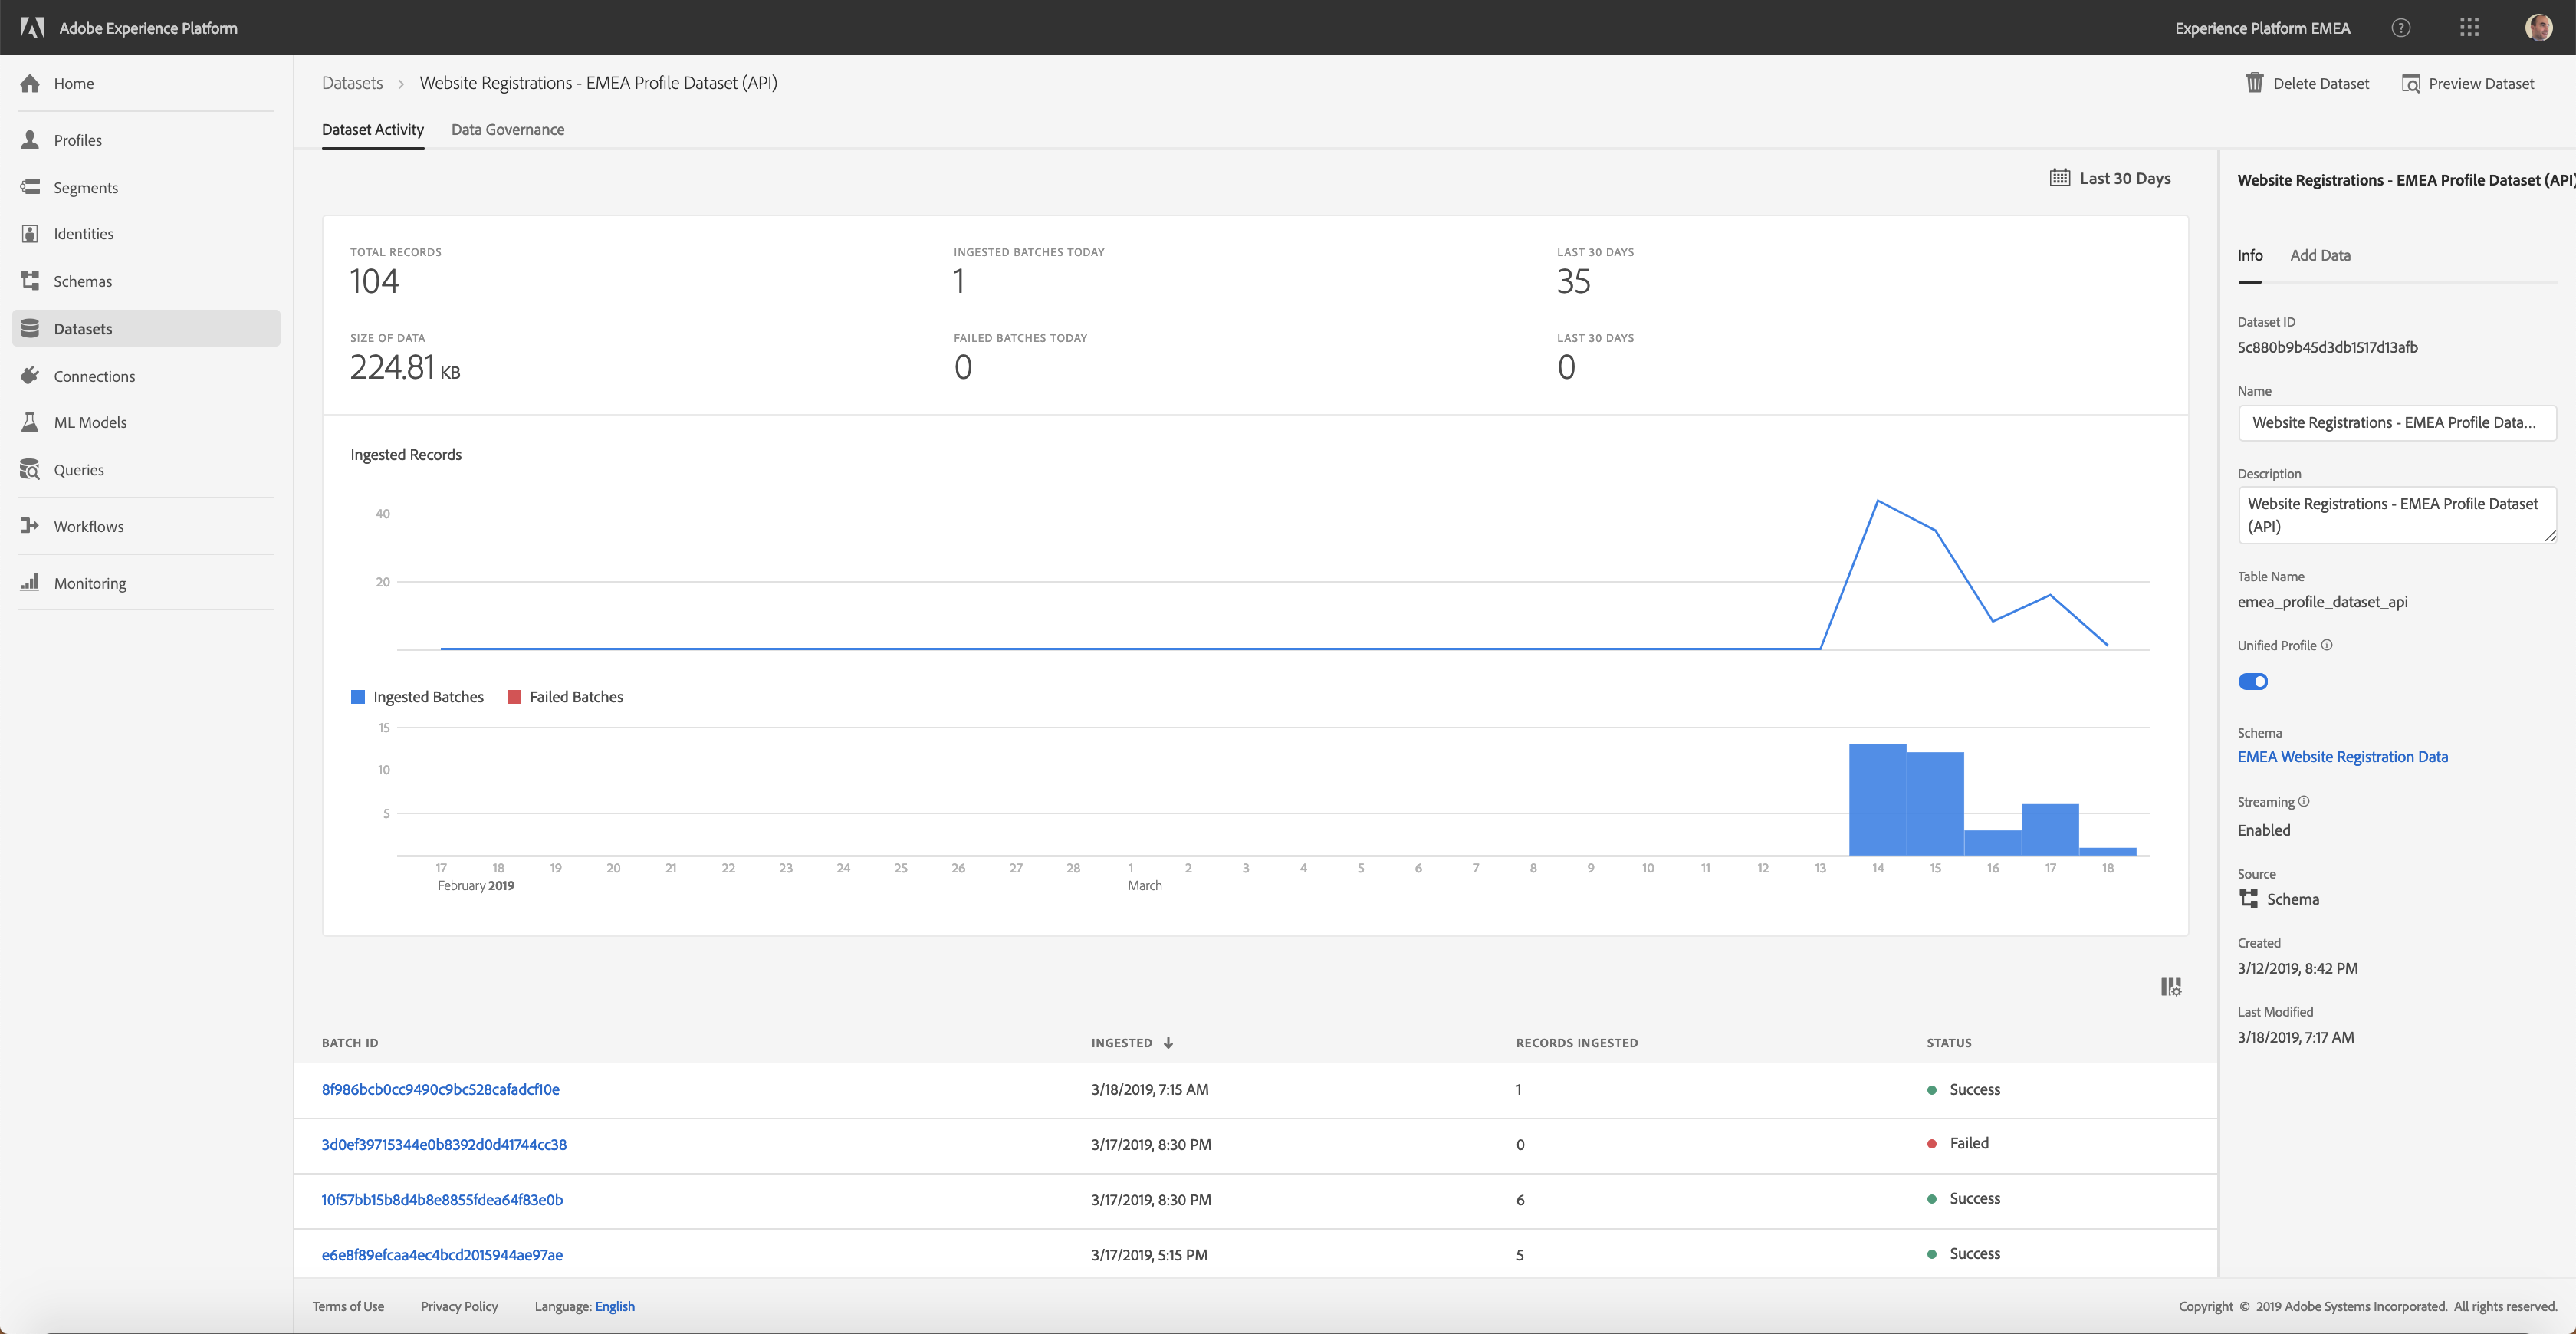 Adobe Experience Platform
Experience Platform EMEA
Home
Profiles
Segments
Identities
Schemas
Datasets
Connections
ML Models
Queries
Workflows
Monitoring
Datasets > Website Registrations - EMEA Profile Dataset (API)
Delete Dataset
Preview Dataset
Dataset Activity
Data Governance
Last 30 Days
TOTAL RECORDS
104
INGESTED BATCHES TODAY
1
LAST 30 DAYS
35
SIZE OF DATA
224.81 KB
FAILED BATCHES TODAY
0
LAST 30 DAYS
0
Ingested Records
40
20
Ingested Batches
Failed Batches
15
10
5
17 18 19 20 21 22 23 24 25 26 27 28 1 2 3 4 5 6 7 8 9 10 11 12 13 14 15 16 17 18
February 2019
March
BATCH ID INGESTED RECORDS INGESTED STATUS
8f986bcb0cc9490c9bc528cafadcf10e 3/18/2019, 7:15 AM 1 Success
3d0ef39715344e0b8392d0d41744cc38 3/17/2019, 8:30 PM 0 Failed
10f57bb15b8d4b8e8855fdea64f83e0b 3/17/2019, 8:30 PM 6 Success
e6e8f89efcaa4ec4bcd2015944ae97ae 3/17/2019, 5:15 PM 5 Success
Website Registrations - EMEA Profile Dataset (API)
Info
Add Data
Dataset ID
5c880b9b45d3db1517d13afb
Name
Website Registrations - EMEA Profile Data...
Description
Website Registrations - EMEA Profile Dataset
(API)
Table Name
emea_profile_dataset_api
Unified Profile
Schema
EMEA Website Registration Data
Streaming
Enabled
Source
Schema
Created
3/12/2019, 8:42 PM
Last Modified
3/18/2019, 7:17 AM
Terms of Use
Privacy Policy
Language: English
Copyright © 2019 Adobe Systems Incorporated. All rights reserved.